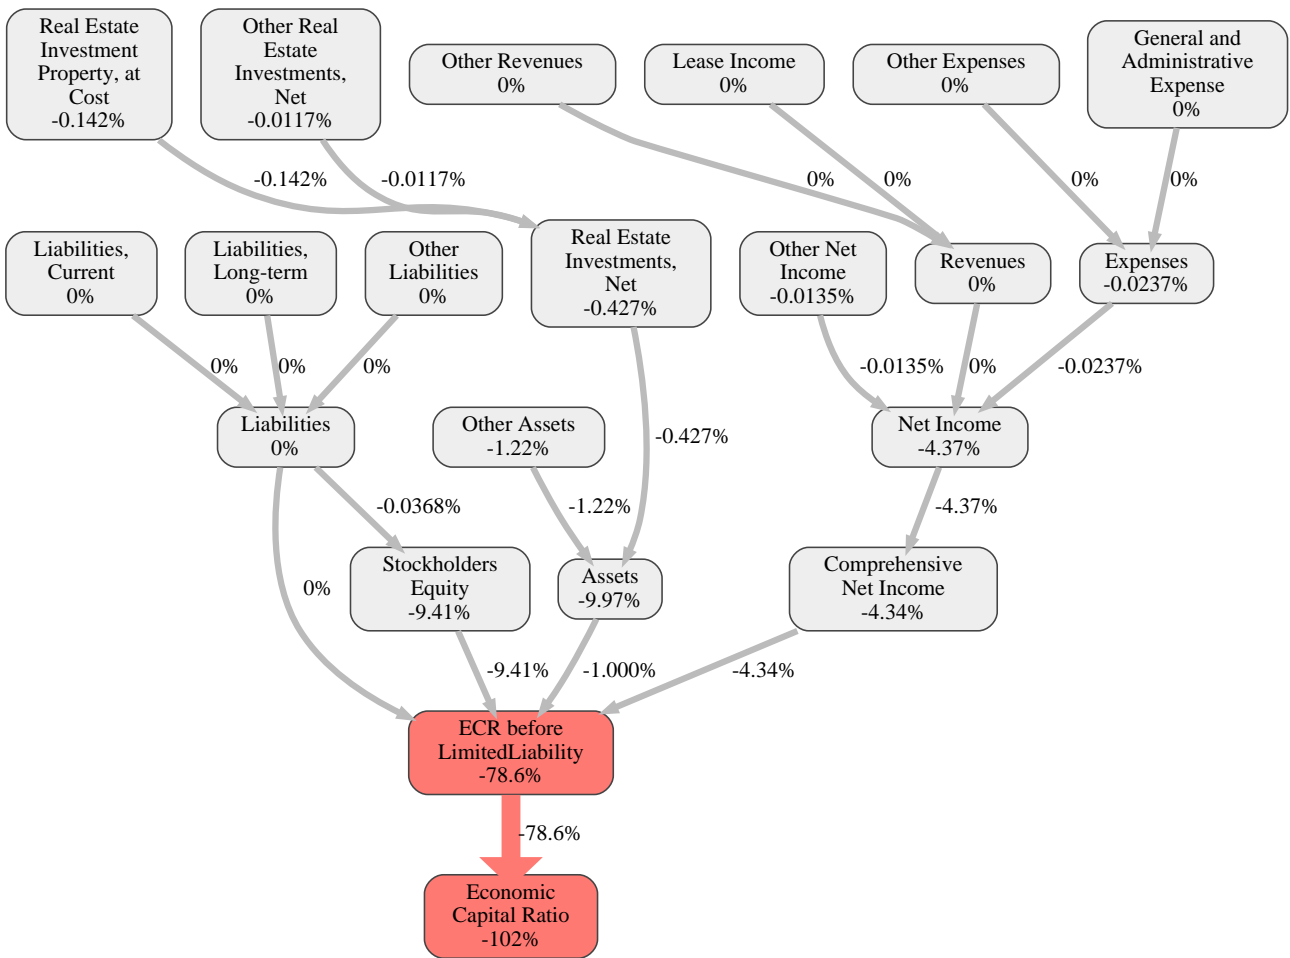 Real Estate
Investment
Property, at
Cost
-0.142%
Other Real
Estate
Investments,
Net
-0.0117%
Other Revenues
0%
Lease Income
0%
Other Expenses
0%
General and
Administrative
Expense
0%
-0.142%
-0.0117%
0%
0%
0%
0%
Liabilities,
Current
0%
Liabilities,
Long-term
0%
Other
Liabilities
0%
Real Estate
Investments,
Net
-0.427%
Other Net
Income
-0.0135%
Revenues
0%
Expenses
-0.0237%
0%
0%
0%
-0.427%
-0.0135%
0%
-0.0237%
Liabilities
0%
Other Assets
-1.22%
Net Income
-4.37%
-0.0368%
-1.22%
-4.37%
0%
Stockholders
Equity
-9.41%
Assets
-9.97%
Comprehensive
Net Income
-4.34%
-9.41%
-1.000%
-4.34%
ECR before
LimitedLiability
-78.6%
-78.6%
Economic
Capital Ratio
-102%